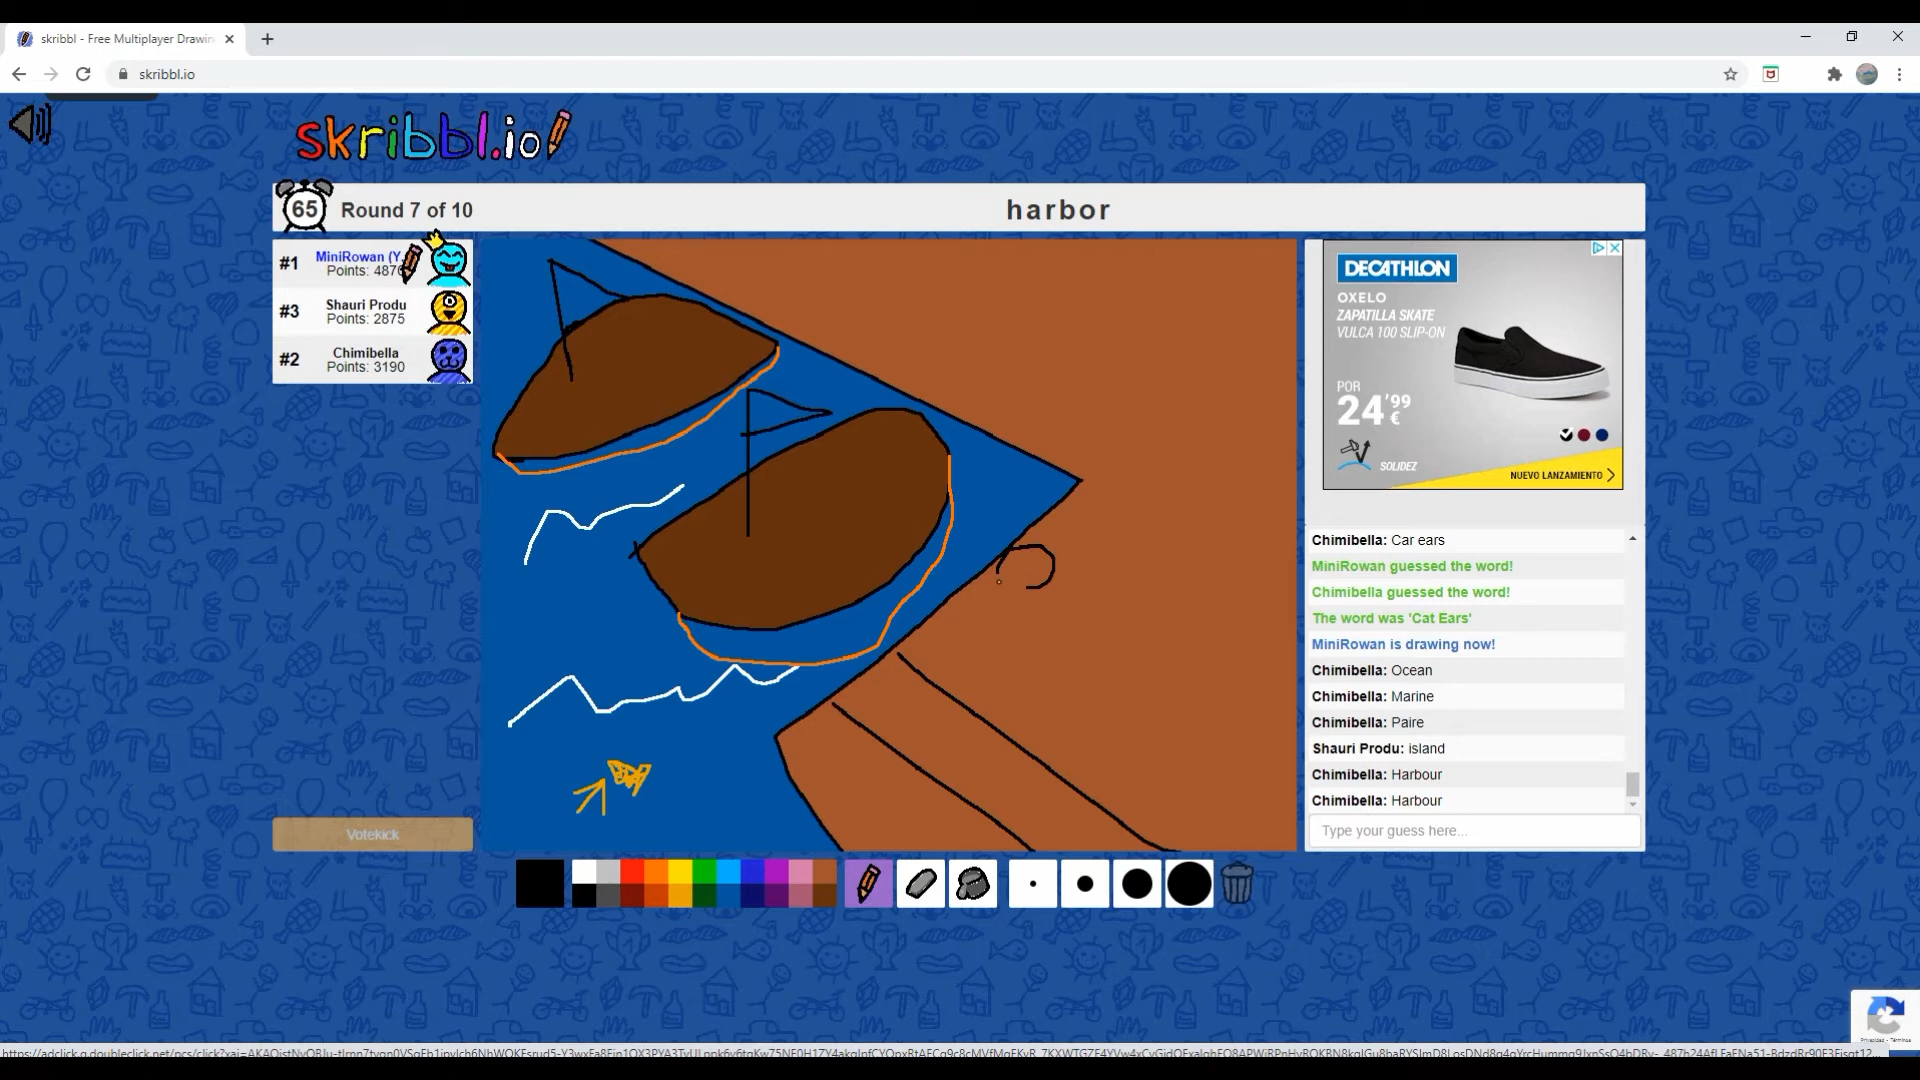 skribbl - Free Multiplayer Drawin
skribbl.io
skribbl.io
65
Round 7 of 10
harbor
#1
MiniRowan (Y
Points: 4876
#3
Shauri Produ
Points: 2875
#2
Chimibella
Points: 3190
DECATHLON
OXELO
ZAPATILLA SKATE
VULCA 100 SLIP-ON
POR
24'99
€
SOLIDEZ
NUEVO LANZAMIENTO
Chimibella: Car ears
MiniRowan guessed the word!
Chimibella guessed the word!
The word was 'Cat Ears'
MiniRowan is drawing now!
Chimibella: Ocean
Chimibella: Marine
Chimibella: Paire
Shauri Produ: island
Chimibella: Harbour
Chimibella: Harbour
Type your guess here...
Votekick